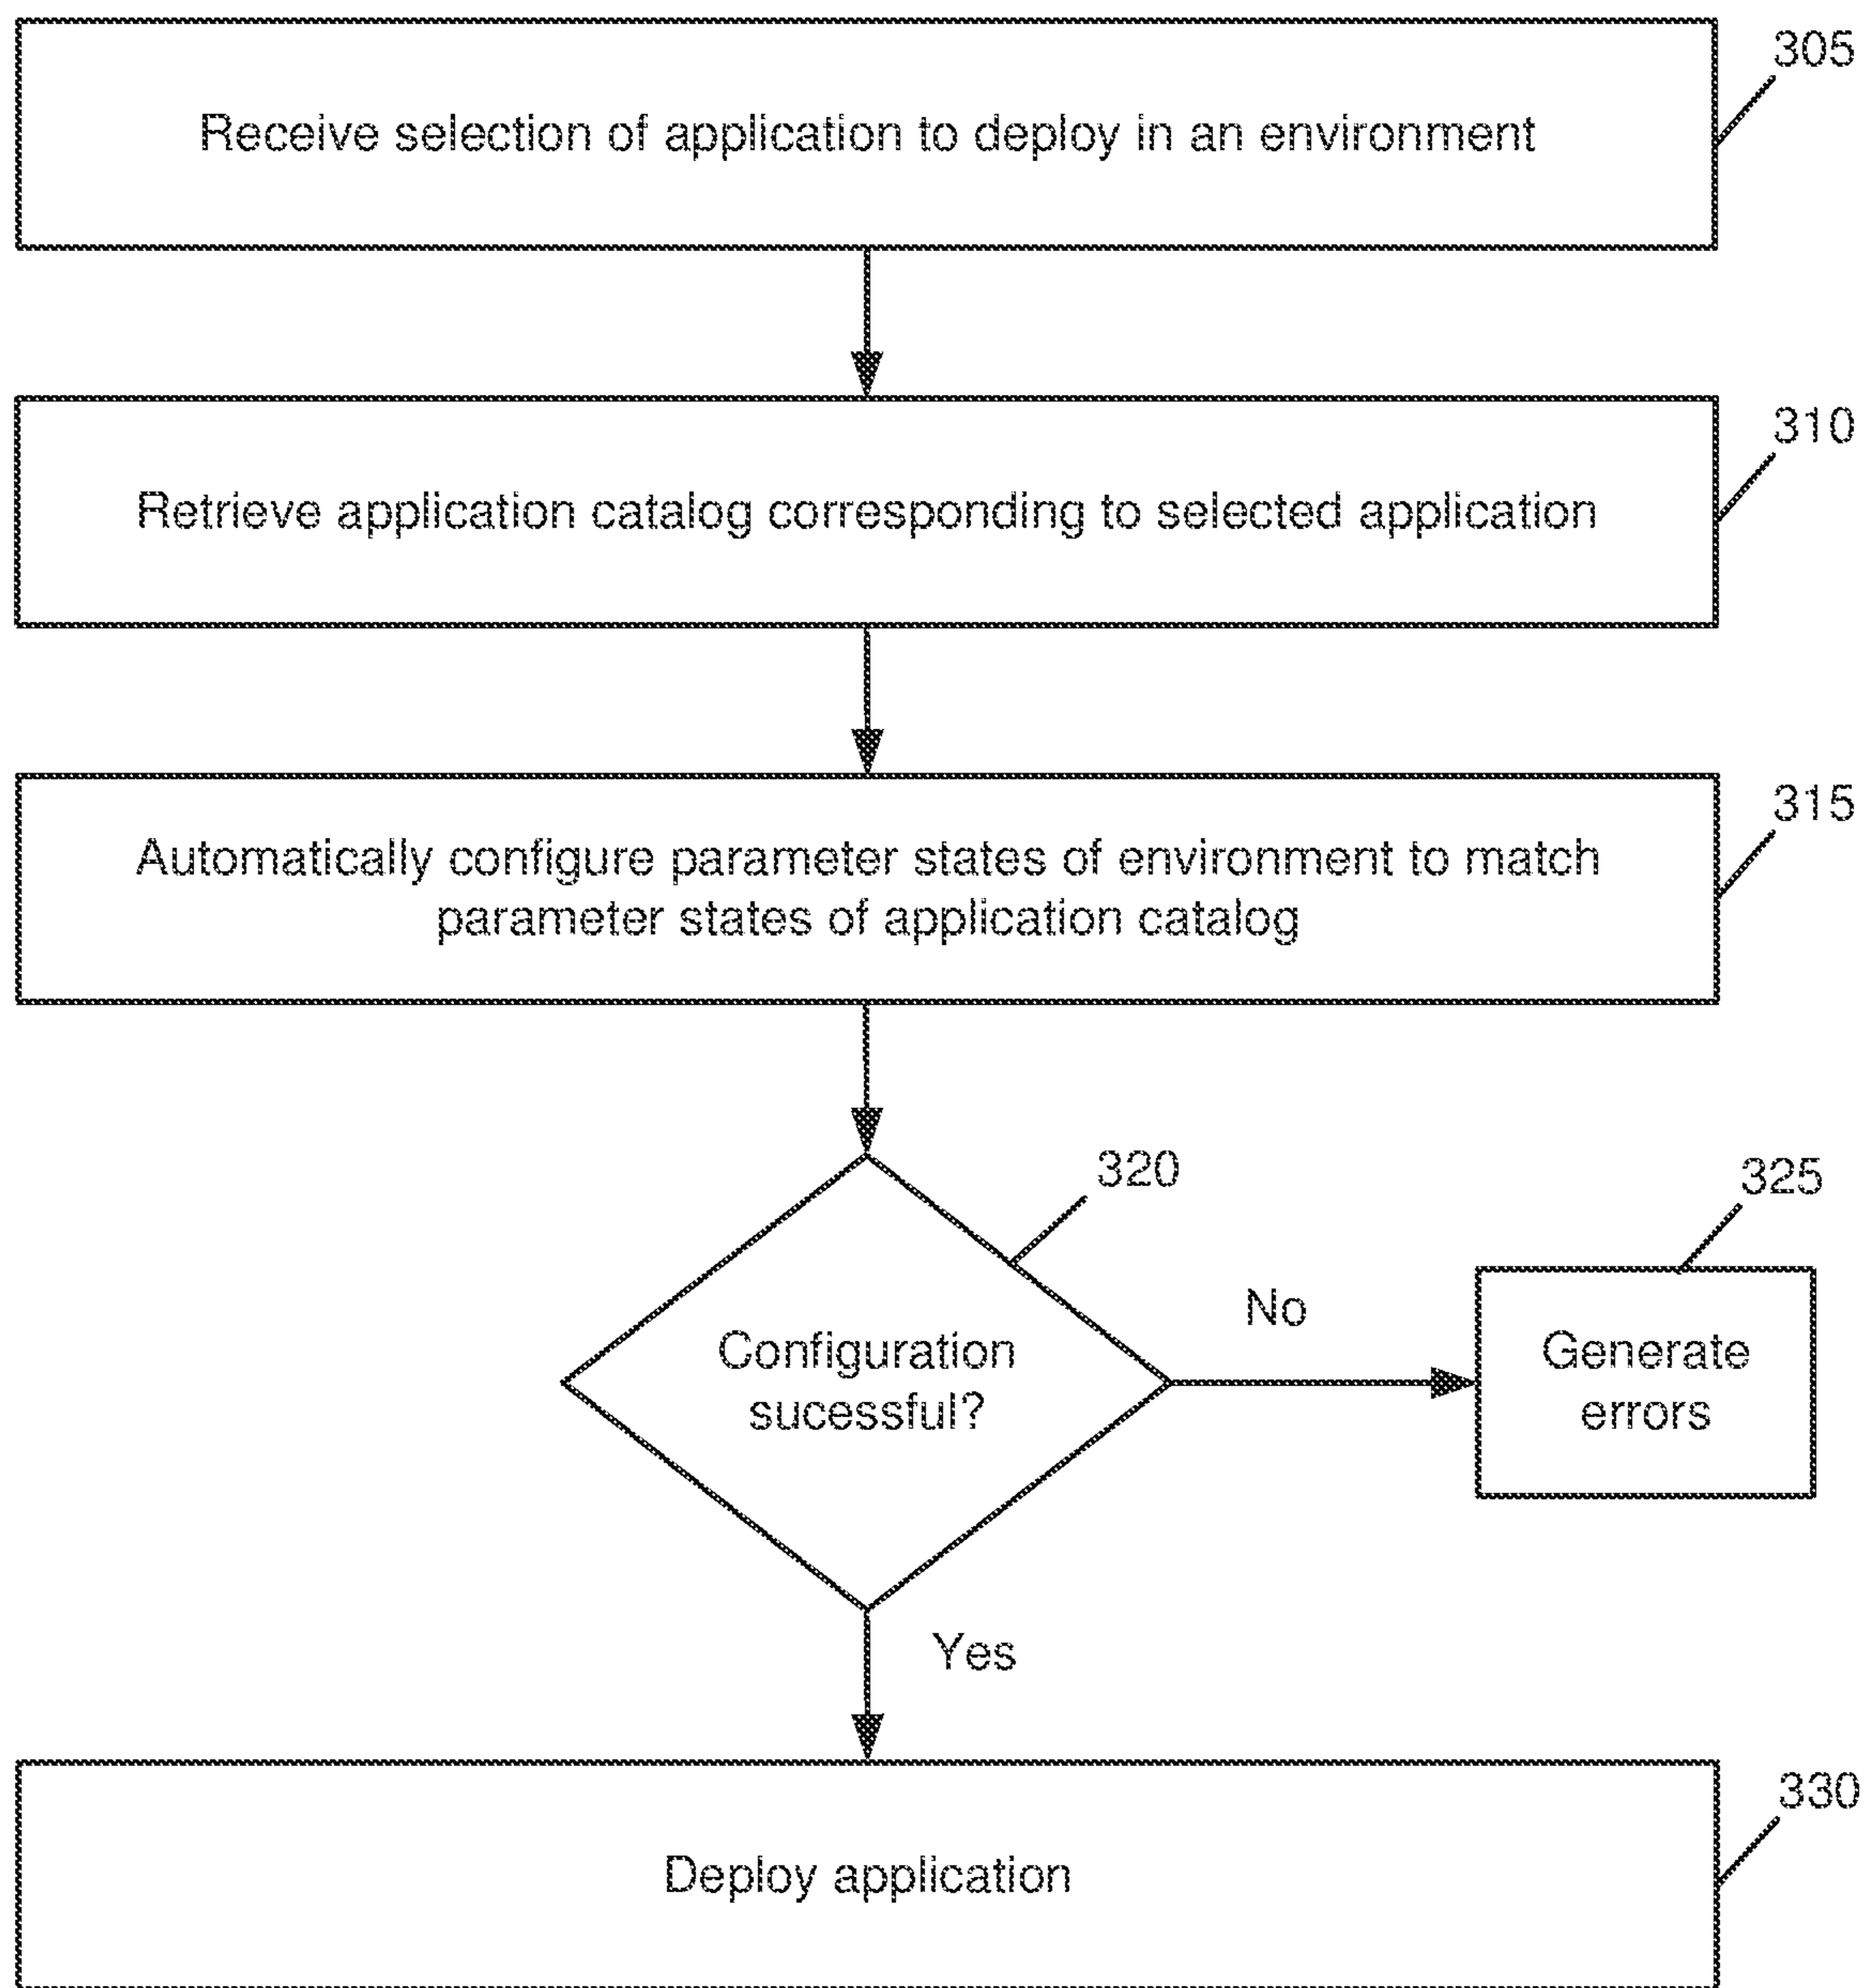 305
Receive selection of application to deploy in an environment
310
Retrieve application catalog corresponding to selected application
315
Automatically configure parameter states of environment to match
parameter states of application catalog
320
325
No
Configuration
sucessful?
Generate
errors
Yes
330
Deploy application